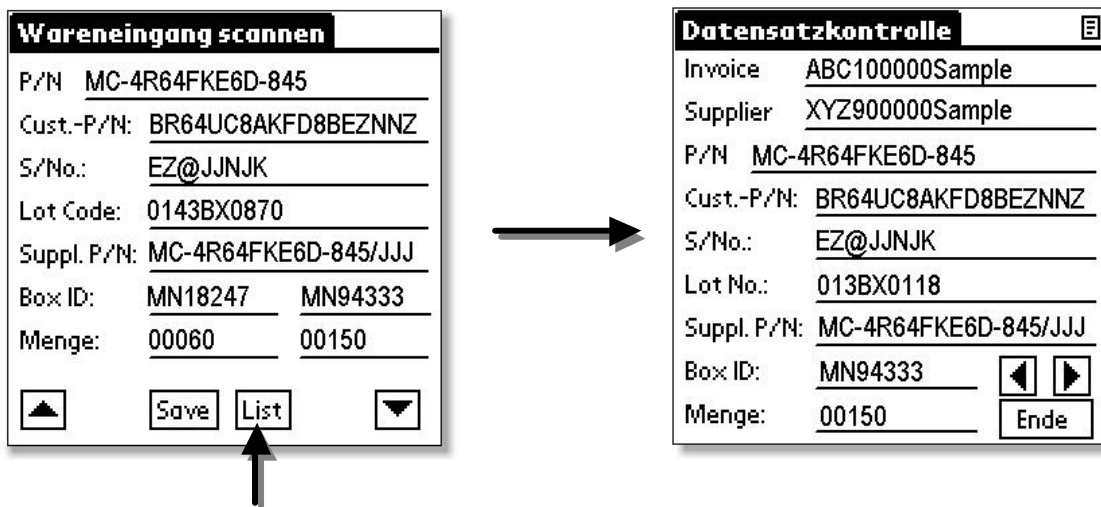 Wareneingang scannen
P/N MC-4R64FKE6D-845
Cust.-P/N: BR64UC8AKFD8BEZNNZ
S/No.: EZ@JJNJK
Lot Code: 0143BX0870
Suppl. P/N: MC-4R64FKE6D-845/JJJ
Box ID: MN18247 MN94333
Menge: 00060 00150
Save List
Datensatzkontrolle
Invoice ABC100000Sample
Supplier XYZ900000Sample
P/N MC-4R64FKE6D-845
Cust.-P/N: BR64UC8AKFD8BEZNNZ
S/No.: EZ@JJNJK
Lot No.: 013BX0118
Suppl. P/N: MC-4R64FKE6D-845/JJJ
Box ID: MN94333
Menge: 00150 Ende